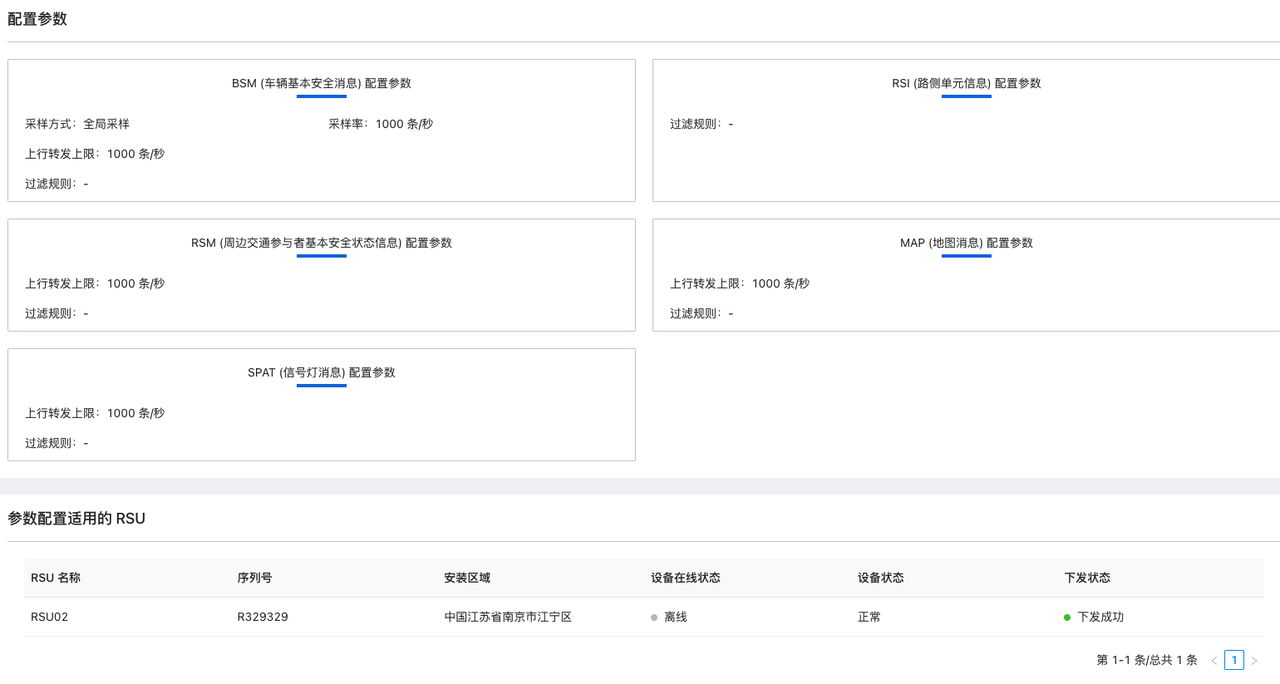 配置参数
BSM (车辆基本安全消息) 配置参数
采样方式：全局采样 采样率：1000 条/秒
上行转发上限：1000 条/秒
过滤规则：-
RSI (路侧单元信息) 配置参数
过滤规则：-
RSM (周边交通参与者基本安全状态信息) 配置参数
上行转发上限：1000 条/秒
过滤规则：-
MAP (地图消息) 配置参数
上行转发上限：1000 条/秒
过滤规则：-
SPAT (信号灯消息) 配置参数
上行转发上限：1000 条/秒
过滤规则：-
参数配置适用的 RSU
RSU 名称 序列号 安装区域 设备在线状态 设备状态 下发状态
RSU02 R329329 中国江苏省南京市江宁区 离线 正常 下发成功
第 1-1 条/总共 1 条 < 1 >